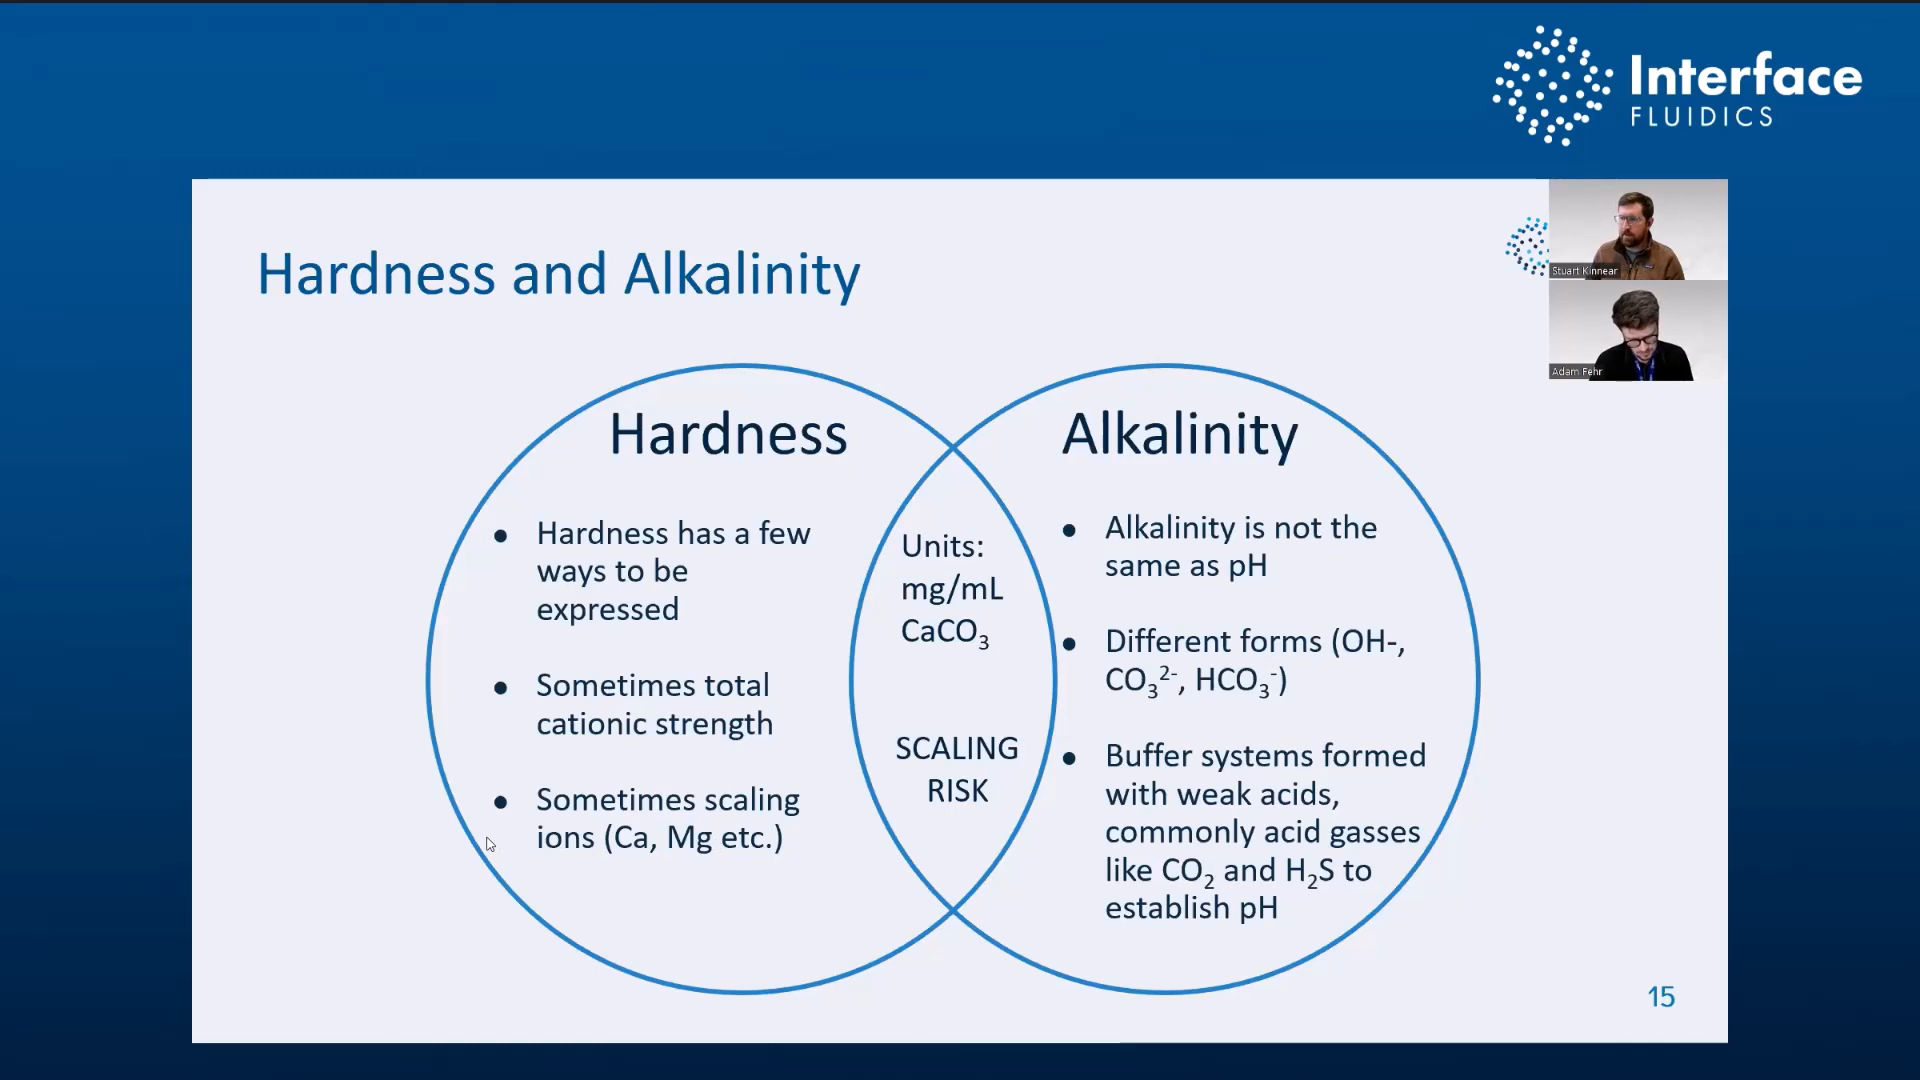 Interface
FLUIDICS
Stuart Kinnear
Adam Fehr
Hardness and Alkalinity
Hardness
● Hardness has a few
ways to be
expressed
● Sometimes total
cationic strength
● Sometimes scaling
ions (Ca, Mg etc.)
Units:
mg/mL
CaCO₃
SCALING
RISK
Alkalinity
● Alkalinity is not the
same as pH
● Different forms (OH-,
CO₃²⁻, HCO₃⁻)
● Buffer systems formed
with weak acids,
commonly acid gasses
like CO₂ and H₂S to
establish pH
15